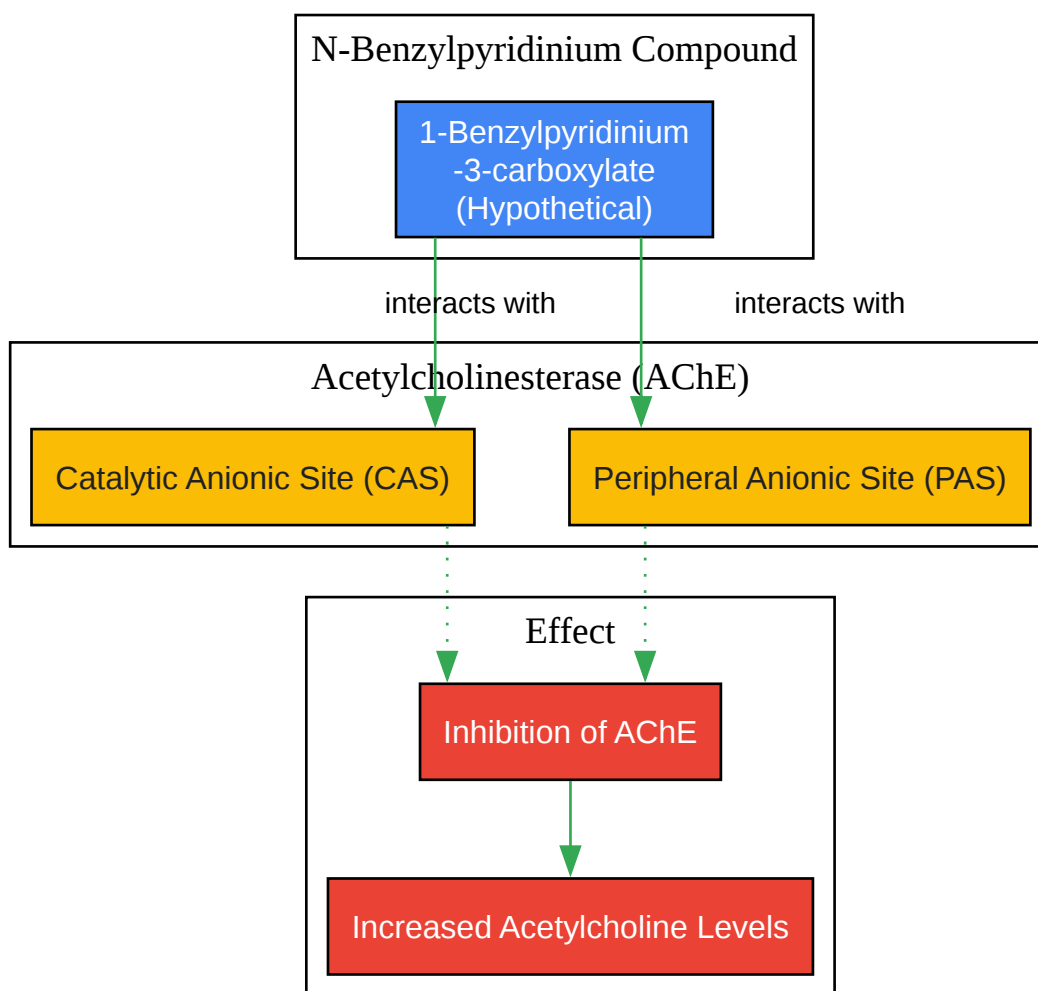 N-Benzylpyridinium Compound
1-Benzylpyridinium
-3-carboxylate
(Hypothetical)
interacts with
interacts with
Acetylcholinesterase (AChE)
Catalytic Anionic Site (CAS)
Peripheral Anionic Site (PAS)
Effect
Inhibition of AChE
Increased Acetylcholine Levels